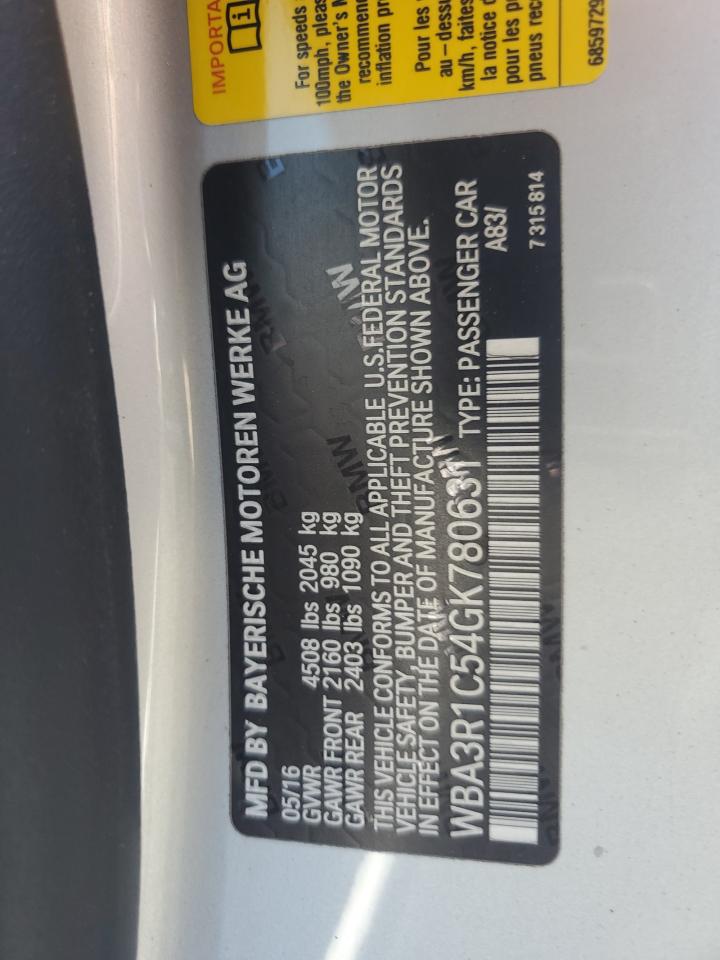 IMPORTA
For speeds
100mph, pleas
the Owner's M
recommen
inflation pr
Pour les
au-dessu
km/h, faites
la notice d
pour les p
pneus rec
685972
MFD BY BAYERISCHE MOTOREN WERKE AG
05/16
GVWR 4508 lbs 2045 kg
GAWR FRONT 2160 lbs 980 kg
GAWR REAR 2403 lbs 1090 kg
THIS VEHICLE CONFORMS TO ALL APPLICABLE U.S.FEDERAL MOTOR
VEHICLE SAFETY, BUMPER AND THEFT PREVENTION STANDARDS
IN EFFECT ON THE DATE OF MANUFACTURE SHOWN ABOVE.
WBA3R1C54GK780631 TYPE: PASSENGER CAR
A83/
7 315 814